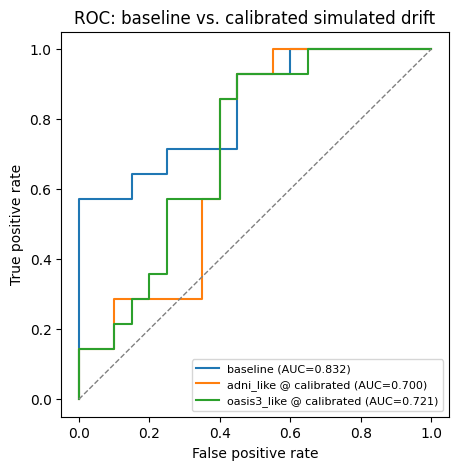 ROC: baseline vs. calibrated simulated drift
True positive rate
1.0
0.8
0.6
0.4
0.2
0.0
baseline (AUC=0.832)
adni_like @ calibrated (AUC=0.700)
oasis3_like @ calibrated (AUC=0.721)
0.0 0.2 0.4 0.6 0.8 1.0
False positive rate